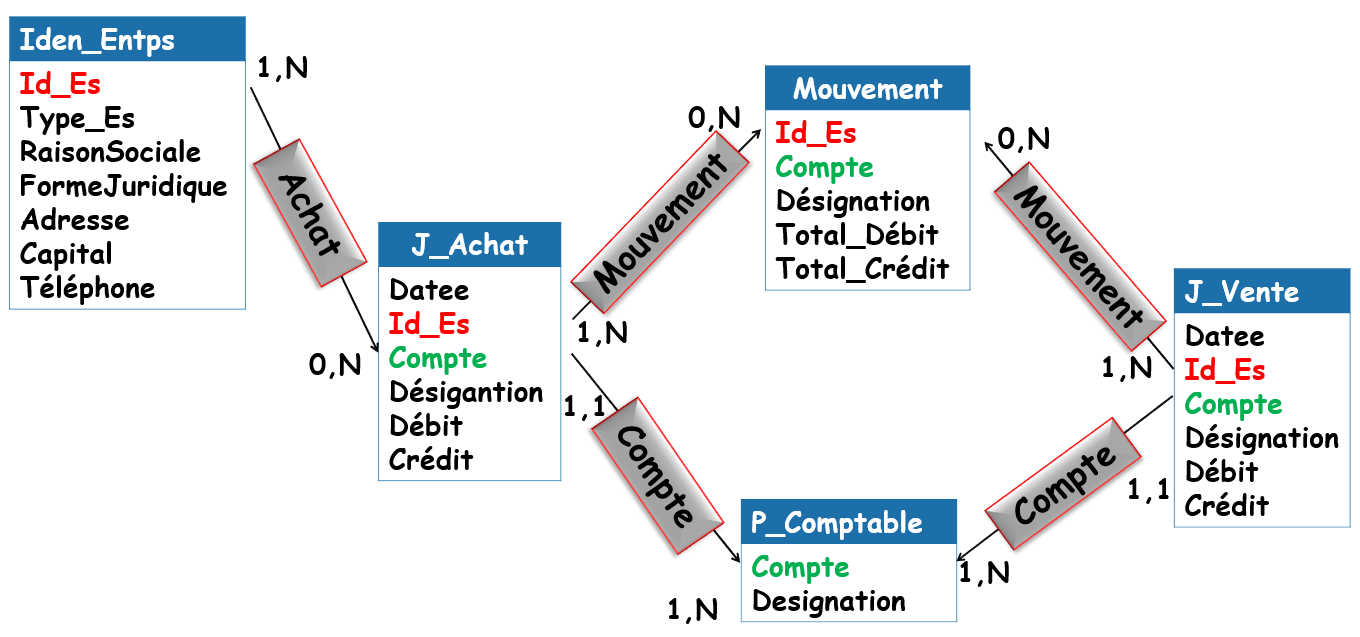 Iden_Entps
Id_Es
Type_Es
RaisonSociale
FormeJuridique
Adresse
Capital
Téléphone
1,N
Achat
0,N
J_Achat
Datee
Id_Es
Compte
Désigantion
Débit
Crédit
0,N
Mouvement
1,N
1,1
Compte
1,N
Mouvement
Id_Es
Compte
Désignation
Total_Débit
Total_Crédit
0,N
Mouvement
1,N
J_Vente
Datee
Id_Es
Compte
Désignation
Débit
Crédit
1,1
Compte
1,N
P_Comptable
Compte
Designation